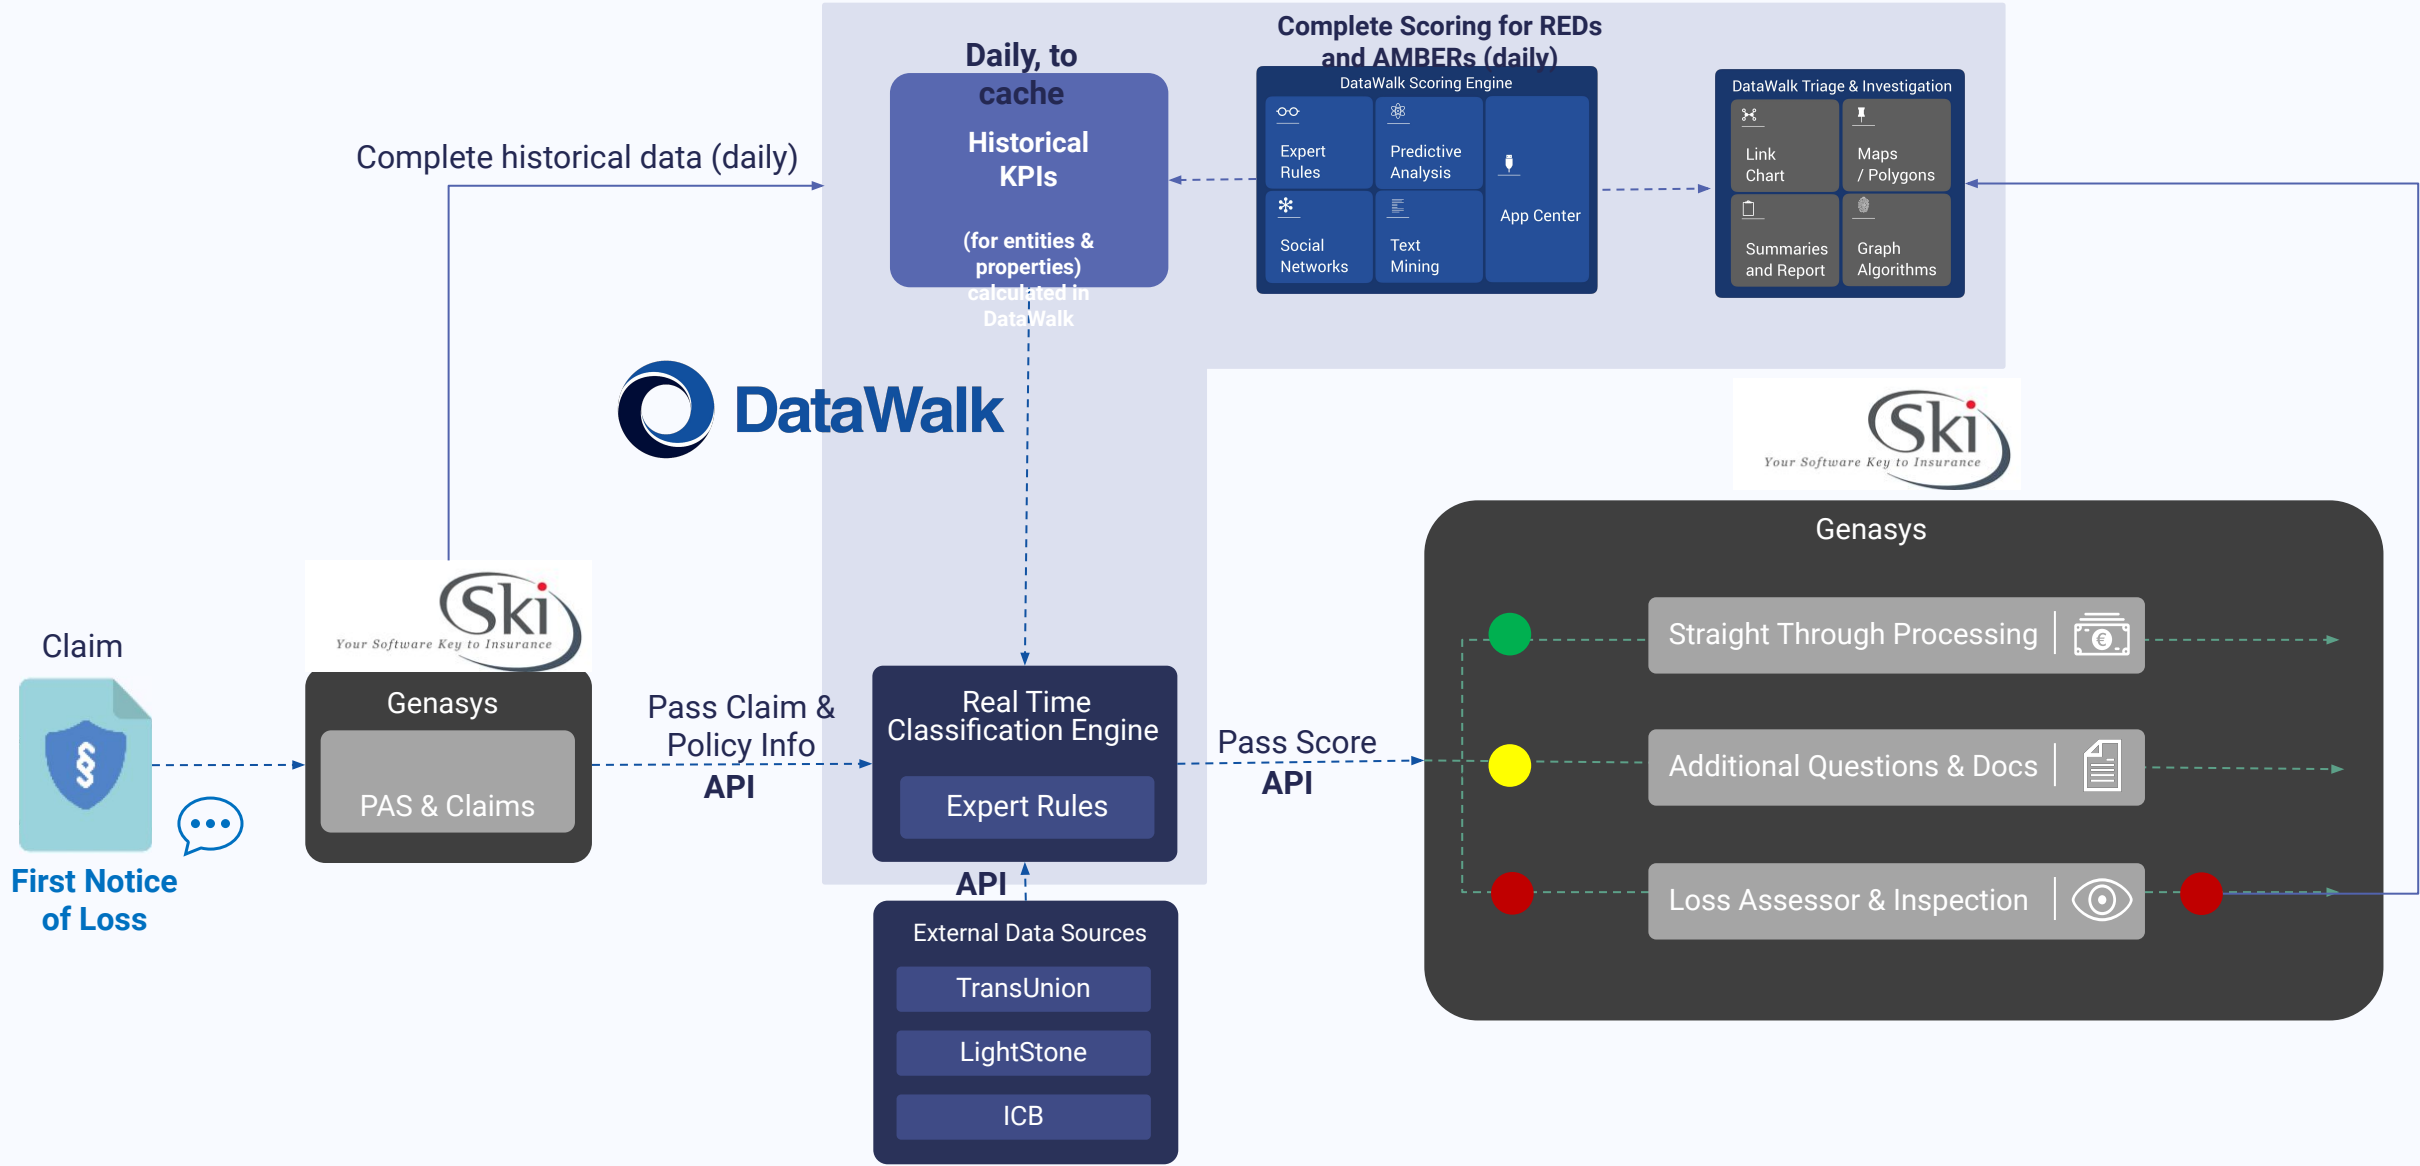 Complete Scoring for REDs
and AMBERs (daily)
Daily, to
cache
Historical
KPIs
(for entities &
properties)
calculated in
DataWalk
DataWalk Scoring Engine
Expert
Rules
Predictive
Analysis
Social
Networks
Text
Mining
App Center
DataWalk Triage & Investigation
Link
Chart
Maps
/ Polygons
Summaries
and Report
Graph
Algorithms
Complete historical data (daily)
DataWalk
Ski
Your Software Key to Insurance
Claim
§
First Notice
of Loss
Ski
Your Software Key to Insurance
Genasys
PAS & Claims
Pass Claim &
Policy Info
API
Real Time
Classification Engine
Expert Rules
API
External Data Sources
TransUnion
LightStone
ICB
Pass Score
API
Genasys
Straight Through Processing
€
Additional Questions & Docs
Loss Assessor & Inspection